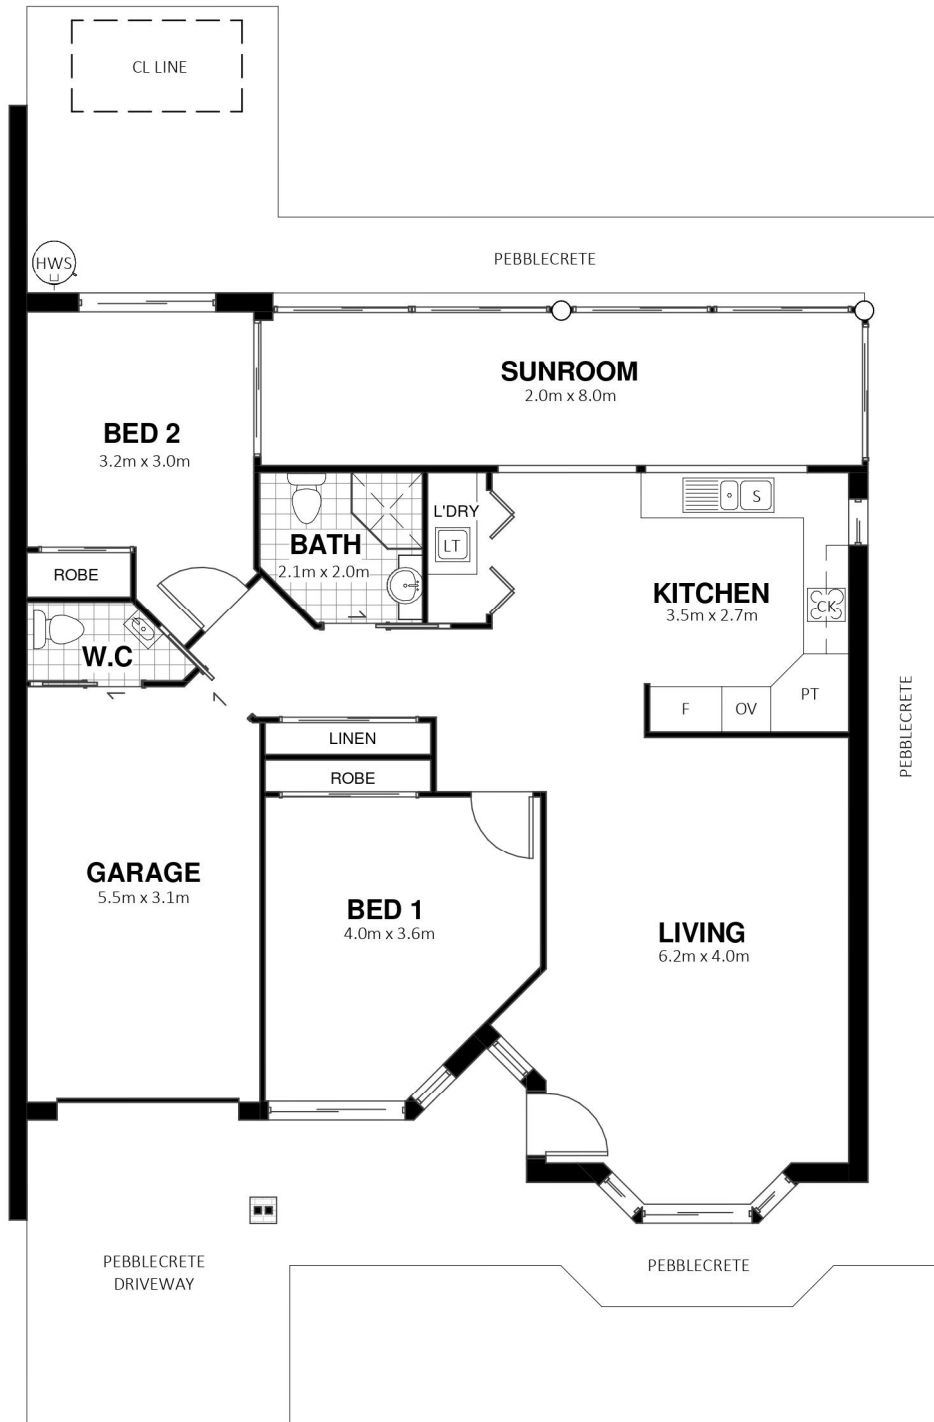 CL LINE
HWS
PEBBLECRETE
SUNROOM
2.0m x 8.0m
BED 2
3.2m x 3.0m
L'DRY
LT
S
BATH
2.1m x 2.0m
ROBE
KITCHEN
3.5m x 2.7m
CK
W.C
PT
F
OV
PEBBLECRETE
LINEN
ROBE
GARAGE
5.5m x 3.1m
BED 1
4.0m x 3.6m
LIVING
6.2m x 4.0m
PEBBLECRETE
DRIVEWAY
PEBBLECRETE